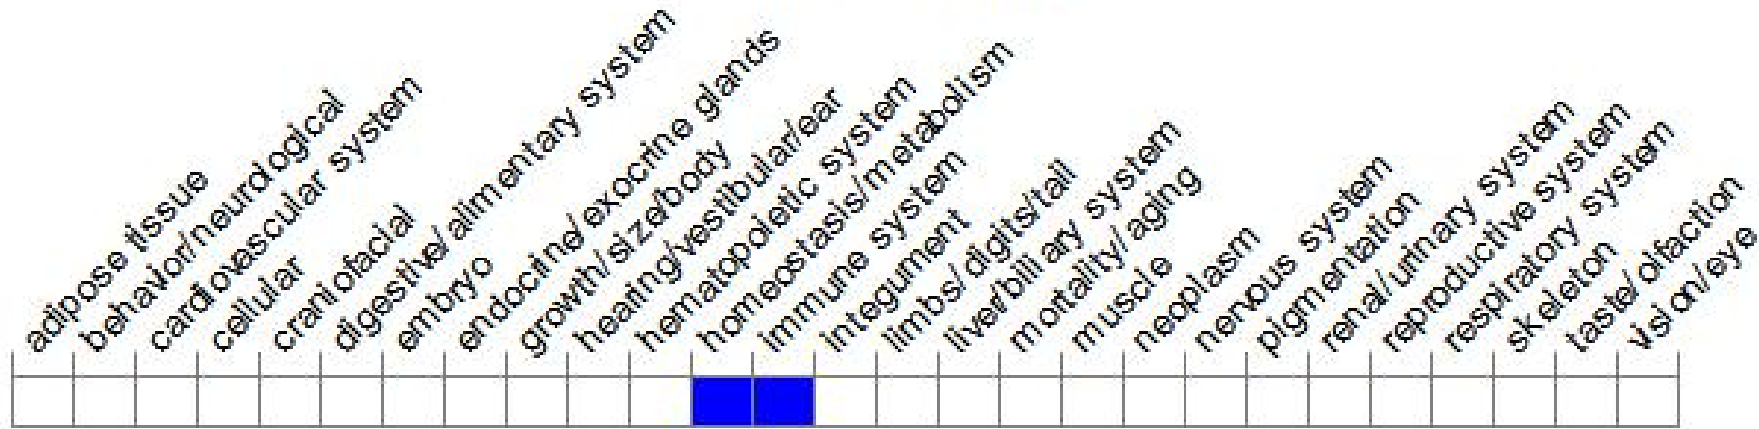 adipose tissue
behavior/neurological
cardiovascular system
cellular
craniofacial
digestive/alimentary system
embryo
endocrine/exocrine glands
growth/size/body
hearing/vestibular/ear
hematopoietic system
homeostasis/metabolism
immune system
integument
limbs/digits/tail
liver/biliary system
mortality/aging
muscle
neoplasm
nervous system
pigmentation
renal/urinary system
reproductive system
respiratory system
skeleton
taste/olfaction
vision/eye